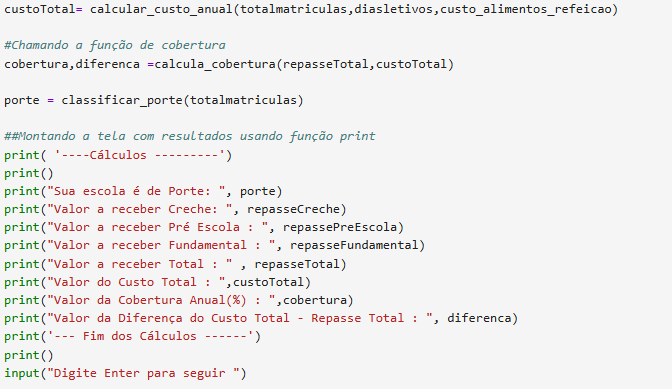 custoTotal= calcular_custo_anual(totalmatriculas,diasletivos,custo_alimentos_refeicao)
#Chamando a função de cobertura
cobertura,diferenca =calcula_cobertura(repasseTotal,custoTotal)
porte = classificar_porte(totalmatriculas)
##Montando a tela com resultados usando função print
print( '----Cálculos ---------')
print()
print("Sua escola é de Porte: ", porte)
print("Valor a receber Creche: ", repasseCreche)
print("Valor a receber Pré Escola : ", repassePreEscola)
print("Valor a receber Fundamental : ", repasseFundamental)
print("Valor a receber Total : " , repasseTotal)
print("Valor do Custo Total : ",custoTotal)
print("Valor da Cobertura Anual(%) : ",cobertura)
print("Valor da Diferença do Custo Total - Repasse Total : ", diferenca)
print('--- Fim dos Cálculos ------')
print()
input("Digite Enter para seguir ")